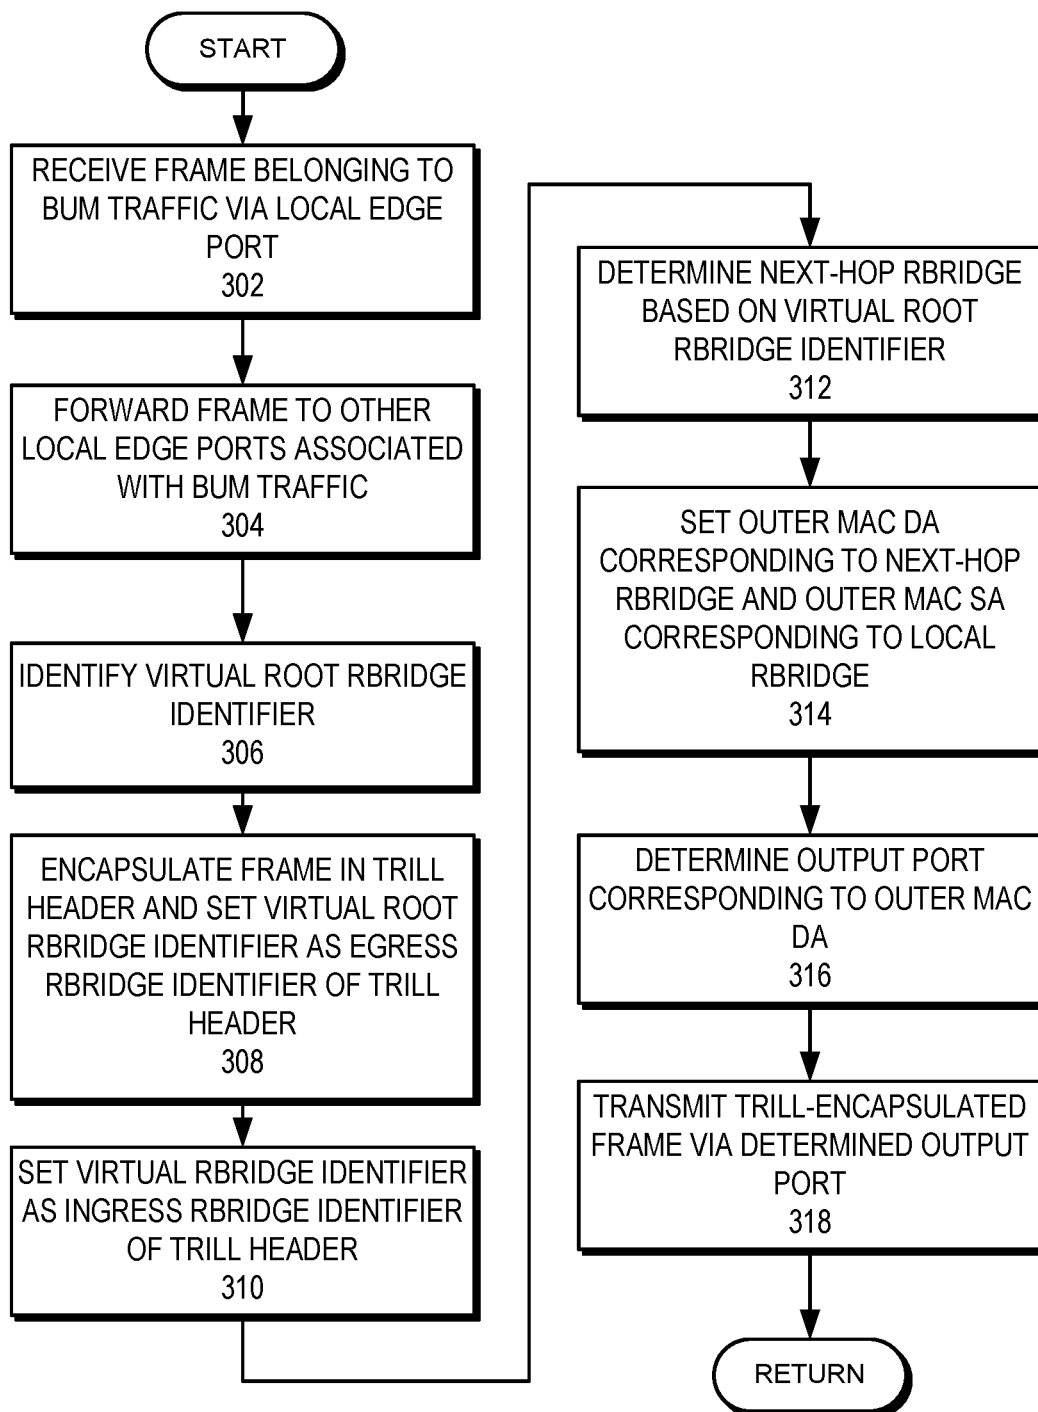 START
RECEIVE FRAME BELONGING TO
BUM TRAFFIC VIA LOCAL EDGE
PORT
302
FORWARD FRAME TO OTHER
LOCAL EDGE PORTS ASSOCIATED
WITH BUM TRAFFIC
304
IDENTIFY VIRTUAL ROOT RBRIDGE
IDENTIFIER
306
ENCAPSULATE FRAME IN TRILL
HEADER AND SET VIRTUAL ROOT
RBRIDGE IDENTIFIER AS EGRESS
RBRIDGE IDENTIFIER OF TRILL
HEADER
308
SET VIRTUAL RBRIDGE IDENTIFIER
AS INGRESS RBRIDGE IDENTIFIER
OF TRILL HEADER
310
DETERMINE NEXT-HOP RBRIDGE
BASED ON VIRTUAL ROOT
RBRIDGE IDENTIFIER
312
SET OUTER MAC DA
CORRESPONDING TO NEXT-HOP
RBRIDGE AND OUTER MAC SA
CORRESPONDING TO LOCAL
RBRIDGE
314
DETERMINE OUTPUT PORT
CORRESPONDING TO OUTER MAC
DA
316
TRANSMIT TRILL-ENCAPSULATED
FRAME VIA DETERMINED OUTPUT
PORT
318
RETURN